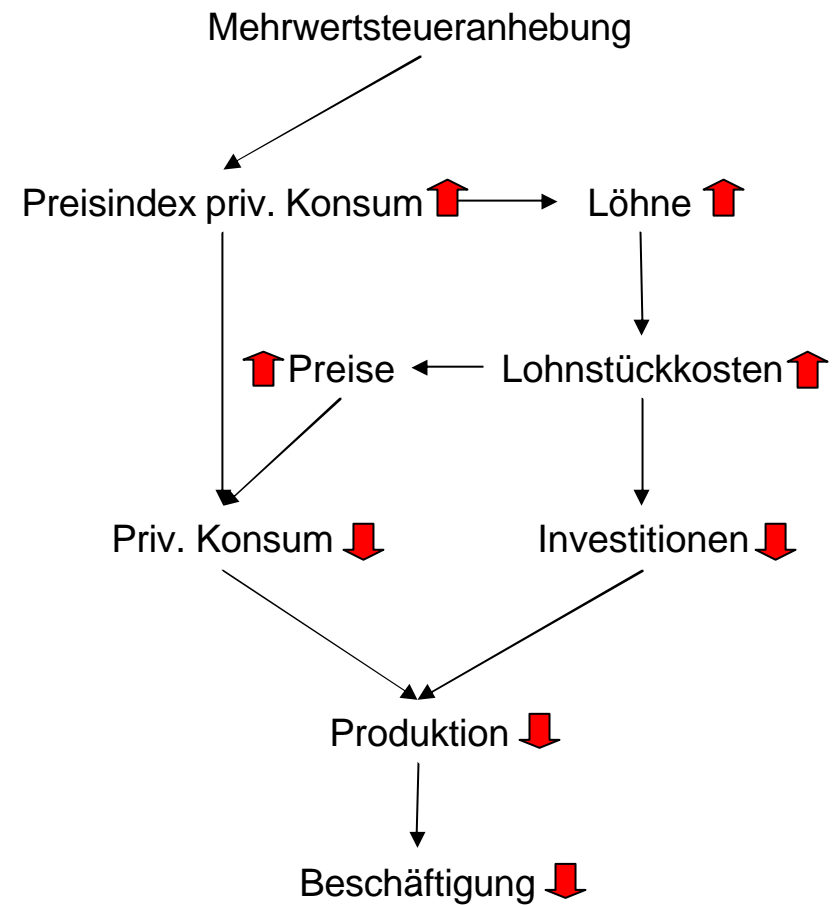 Mehrwertsteueranhebung
Preisindex priv. Konsum
Löhne
Preise
Lohnstückkosten
Priv. Konsum
Investitionen
Produktion
Beschäftigung